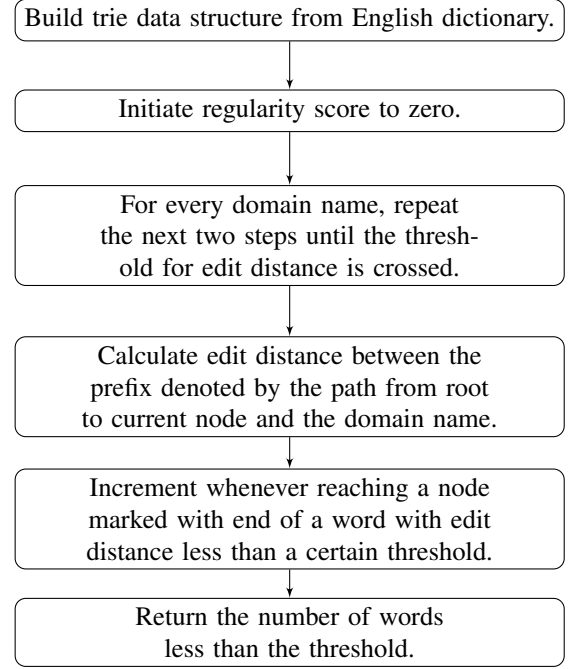 Build trie data structure from English dictionary.
Initiate regularity score to zero.
For every domain name, repeat
the next two steps until the thresh-
old for edit distance is crossed.
Calculate edit distance between the
prefix denoted by the path from root
to current node and the domain name.
Increment whenever reaching a node
marked with end of a word with edit
distance less than a certain threshold.
Return the number of words
less than the threshold.